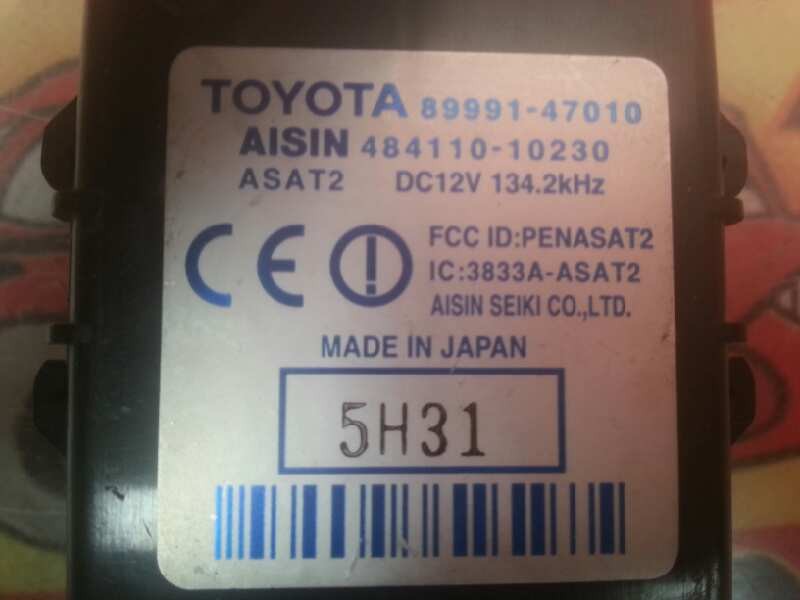 TOYOTA 89991-47010
AISIN 484110-10230
ASAT2 DC12V 134.2kHz
CE FCC ID:PENASAT2
IC:3833A-ASAT2
AISIN SEIKI CO.,LTD.
MADE IN JAPAN
5H31